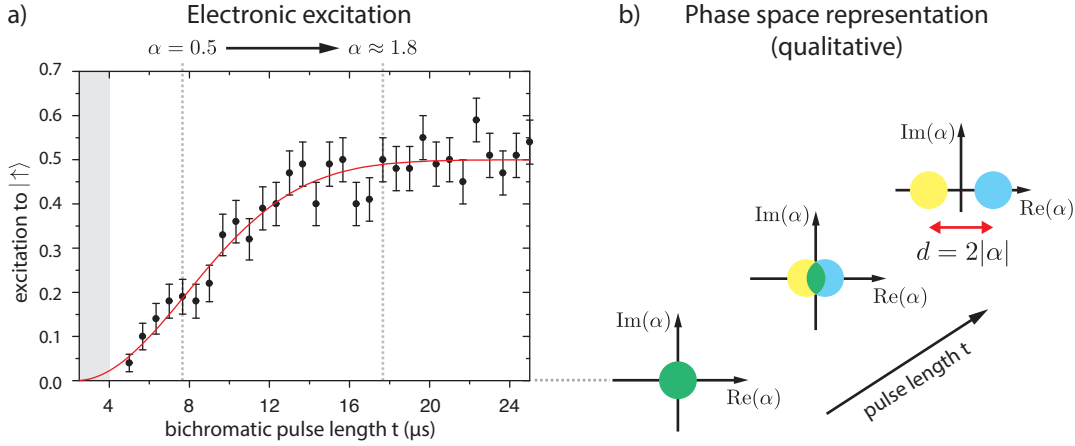 a)
Electronic excitation
α = 0.5
α ≈ 1.8
0.7
0.6
0.5
0.4
0.3
0.2
0.1
0.0
excitation to |↑⟩
4
8
12
16
20
24
bichromatic pulse length t (μs)
b)
Phase space representation
(qualitative)
Im(α)
Re(α)
d = 2|α|
Im(α)
Re(α)
Im(α)
Re(α)
pulse length t